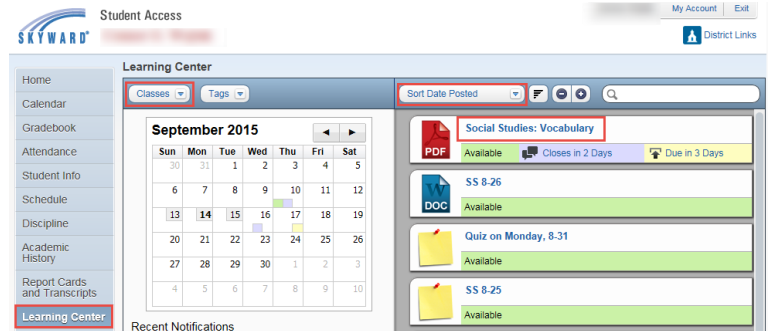 SKYWARD®
Student Access
My Account Exit
District Links
Home
Calendar
Gradebook
Attendance
Student Info
Schedule
Discipline
Academic
History
Report Cards
and Transcripts
Learning Center
Learning Center
Classes Tags
September 2015
Sun Mon Tue Wed Thu Fri Sat
30 31 1 2 3 4 5
6 7 8 9 10 11 12
13 14 15 16 17 18 19
20 21 22 23 24 25 26
27 28 29 30 1 2 3
4 5 6 7 8 9 10
Recent Notifications
Sort Date Posted
PDF
Social Studies: Vocabulary
Available Closes in 2 Days Due in 3 Days
W
DOC
SS 8-26
Available
Quiz on Monday, 8-31
Available
SS 8-25
Available